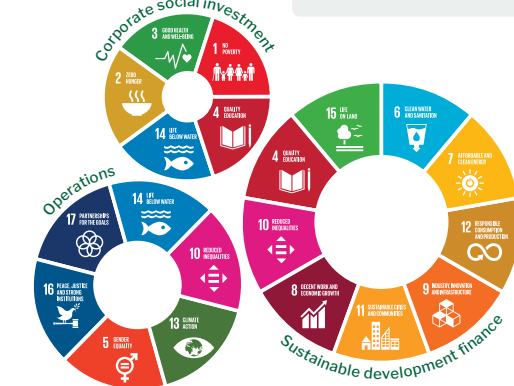 Corporate social investment
3 GOOD HEALTH
AND WELL-BEING
1 NO
POVERTY
2 ZERO
HUNGER
4 QUALITY
EDUCATION
14 LIFE
BELOW WATER
Operations
14 LIFE
BELOW WATER
17 PARTNERSHIPS
FOR THE GOALS
10 REDUCED
INEQUALITIES
16 PEACE, JUSTICE
AND STRONG
INSTITUTIONS
13 CLIMATE
ACTION
5 GENDER
EQUALITY
15 LIFE
ON LAND
6 CLEAN WATER
AND SANITATION
4 QUALITY
EDUCATION
7 AFFORDABLE AND
CLEAN ENERGY
10 REDUCED
INEQUALITIES
12 RESPONSIBLE
CONSUMPTION
AND PRODUCTION
8 DECENT WORK AND
ECONOMIC GROWTH
9 INDUSTRY, INNOVATION
AND INFRASTRUCTURE
11 SUSTAINABLE CITIES
AND COMMUNITIES
Sustainable development finance